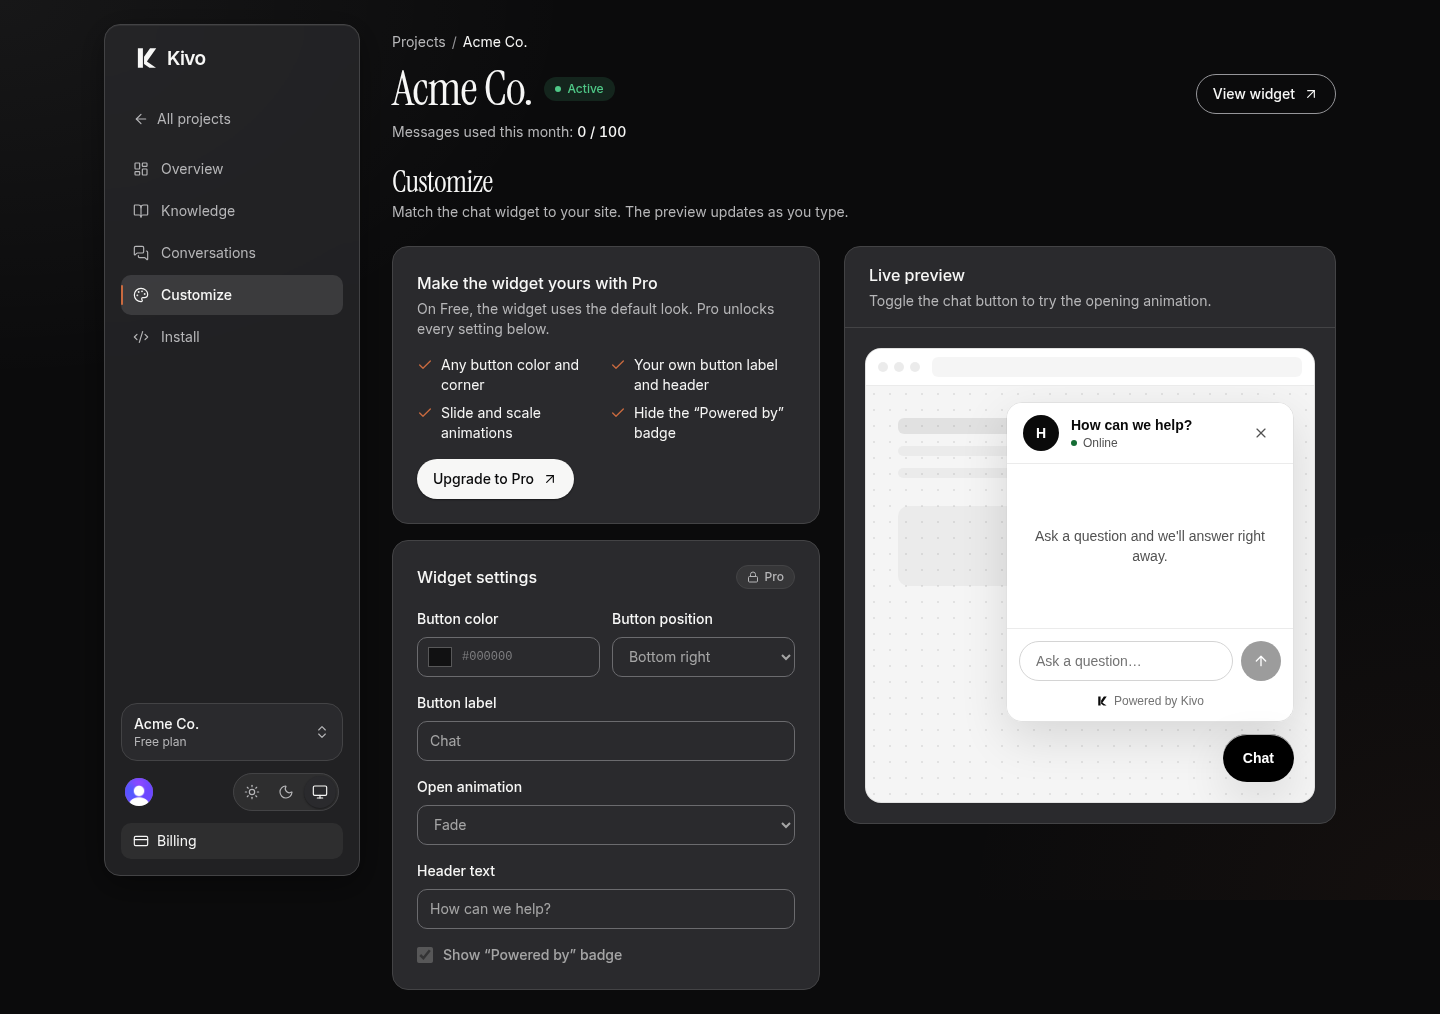 Kivo
All projects
Overview
Knowledge
Conversations
Customize
Install
Acme Co.
Free plan
Billing
Projects / Acme Co.
Acme Co.
Active
Messages used this month: 0 / 100
View widget
Customize
Match the chat widget to your site. The preview updates as you type.
Make the widget yours with Pro
On Free, the widget uses the default look. Pro unlocks
every setting below.
Any button color and
corner
Your own button label
and header
Slide and scale
animations
Hide the “Powered by”
badge
Upgrade to Pro
Widget settings
Pro
Button color
Button position
#000000
Bottom right
Button label
Chat
Open animation
Fade
Header text
How can we help?
Show “Powered by” badge
Live preview
Toggle the chat button to try the opening animation.
H
How can we help?
Online
Ask a question and we'll answer right
away.
Ask a question…
Powered by Kivo
Chat